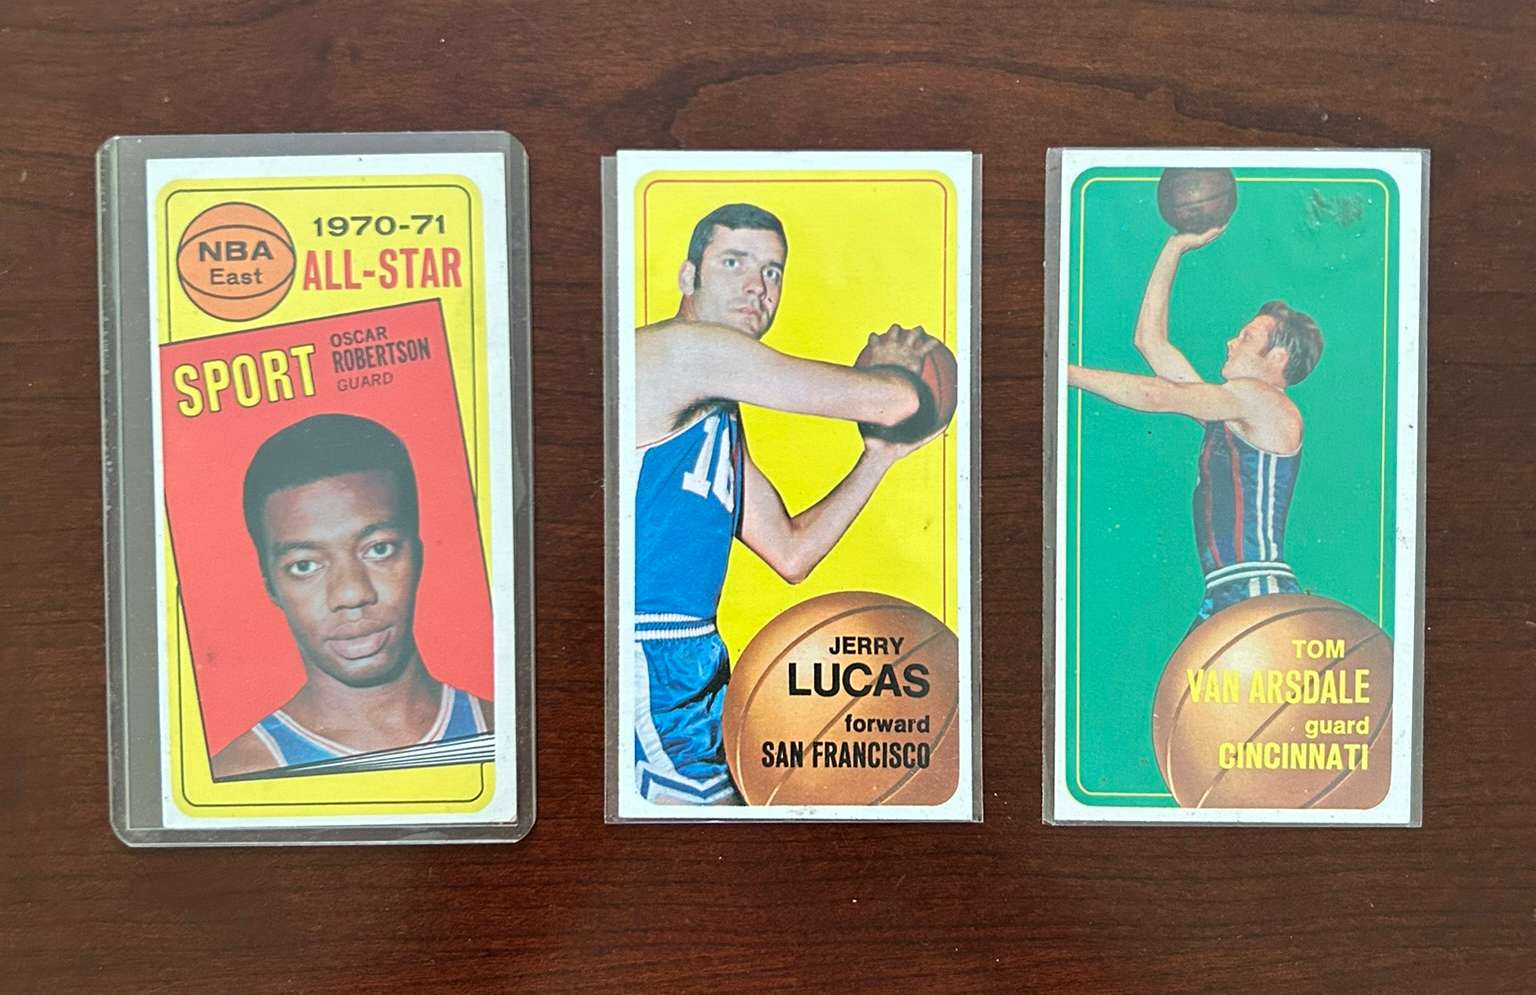 NBA
East
1970-71
ALL-STAR
SPORT
OSCAR
ROBERTSON
GUARD
16
JERRY
LUCAS
forward
SAN FRANCISCO
TOM
VAN ARSDALE
guard
CINCINNATI